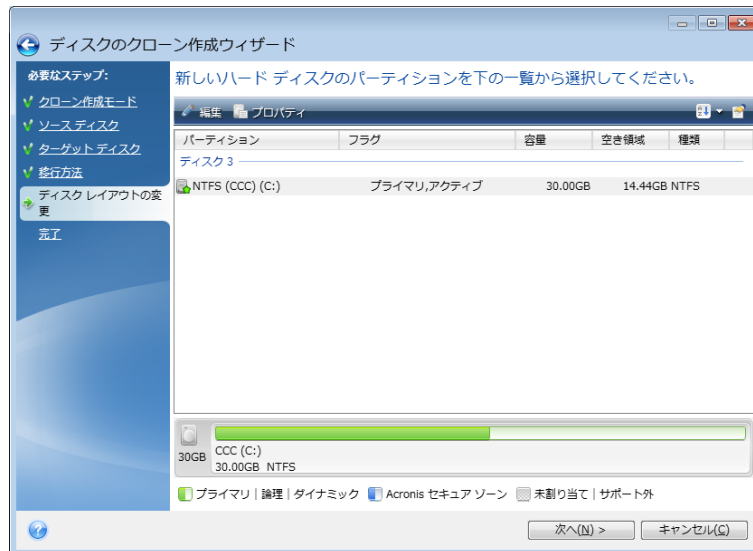 ディスクのクローン作成ウィザード
必要なステップ:
クローン作成モード
ソース ディスク
ターゲット ディスク
移行方法
ディスク レイアウトの変
更
完了
新しいハード ディスクのパーティションを下の一覧から選択してください。
編集 プロパティ
パーティション フラグ 容量 空き領域 種類
ディスク 3
NTFS (CCC) (C:) プライマリ,アクティブ 30.00GB 14.44GB NTFS
30GB
CCC (C:)
30.00GB NTFS
プライマリ | 論理 | ダイナミック Acronis セキュア ゾーン 未割り当て | サポート外
次へ(N) > キャンセル(C)